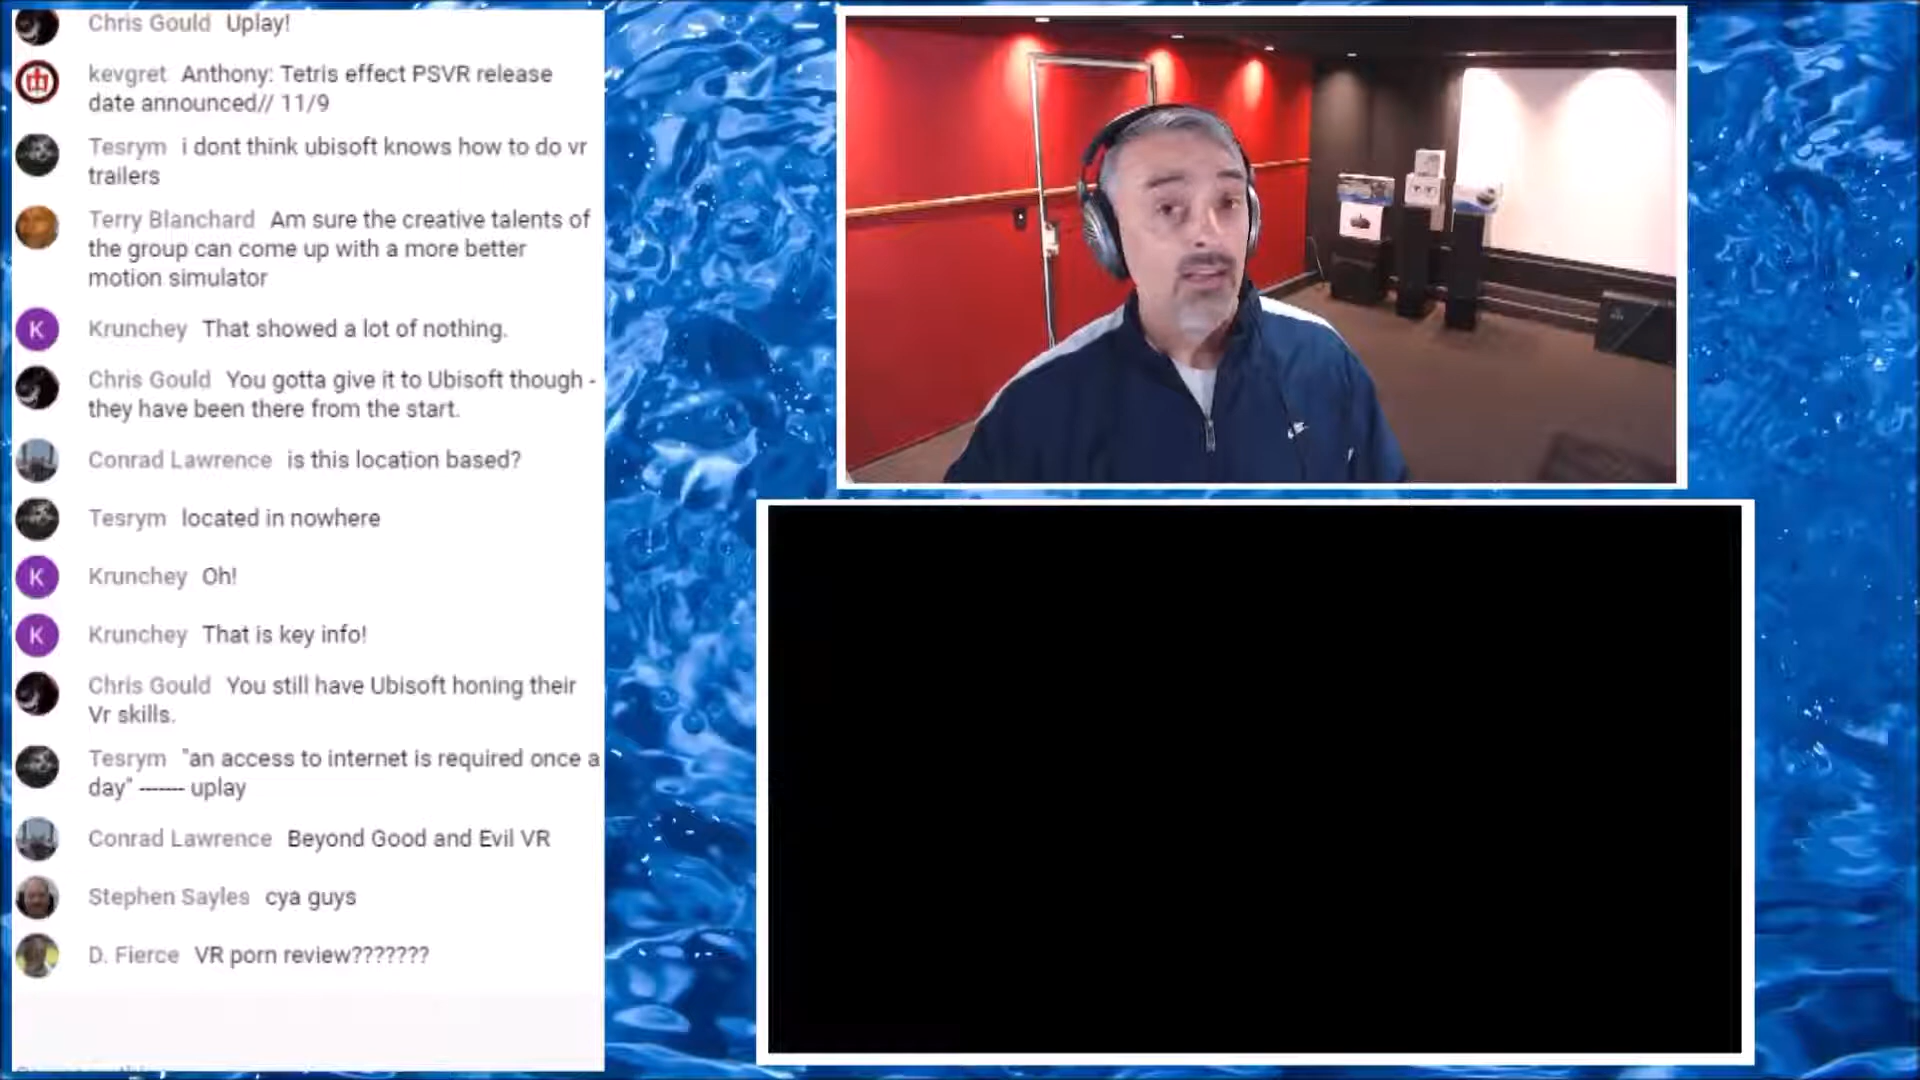 Chris Gould Uplay!
kevgret Anthony: Tetris effect PSVR release
date announced// 11/9
Tesrym i dont think ubisoft knows how to do vr
trailers
Terry Blanchard Am sure the creative talents of
the group can come up with a more better
motion simulator
K Krunchey That showed a lot of nothing.
Chris Gould You gotta give it to Ubisoft though -
they have been there from the start.
Conrad Lawrence is this location based?
Tesrym located in nowhere
K Krunchey Oh!
K Krunchey That is key info!
Chris Gould You still have Ubisoft honing their
Vr skills.
Tesrym "an access to internet is required once a
day" ------- uplay
Conrad Lawrence Beyond Good and Evil VR
Stephen Sayles cya guys
D. Fierce VR porn review???????